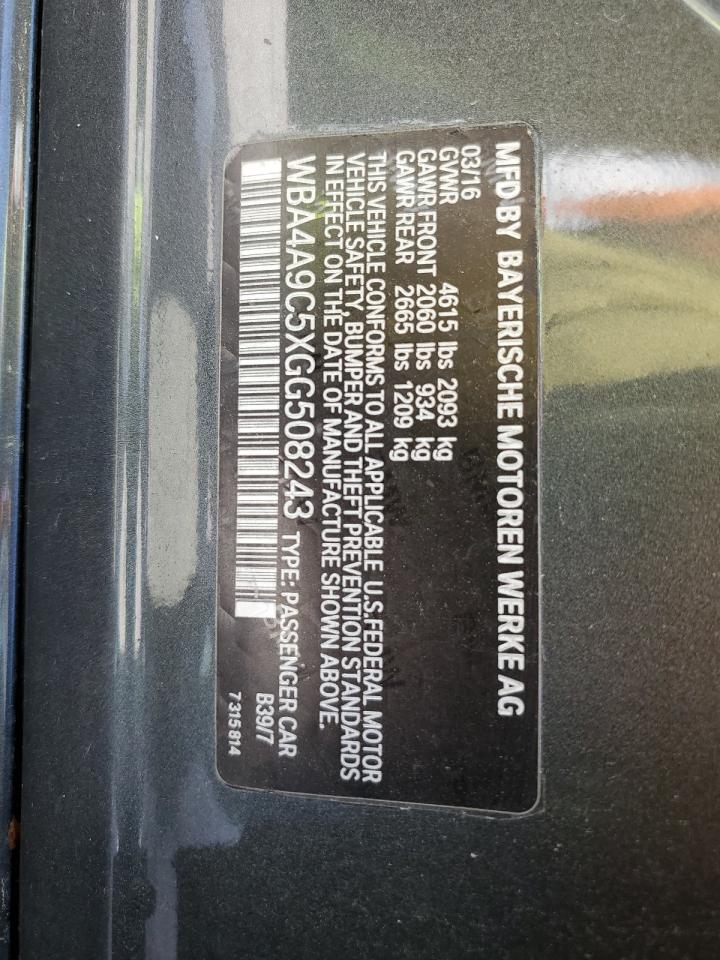 MFD BY BAYERISCHE MOTOREN WERKE AG
03/16
GVWR 4615 lbs 2093 kg
GAWR FRONT 2060 lbs 934 kg
GAWR REAR 2665 lbs 1209 kg
THIS VEHICLE CONFORMS TO ALL APPLICABLE U.S.FEDERAL MOTOR
VEHICLE SAFETY, BUMPER AND THEFT PREVENTION STANDARDS
IN EFFECT ON THE DATE OF MANUFACTURE SHOWN ABOVE.
WBA4A9C5XGG508243 TYPE: PASSENGER CAR
B39/7
7315814